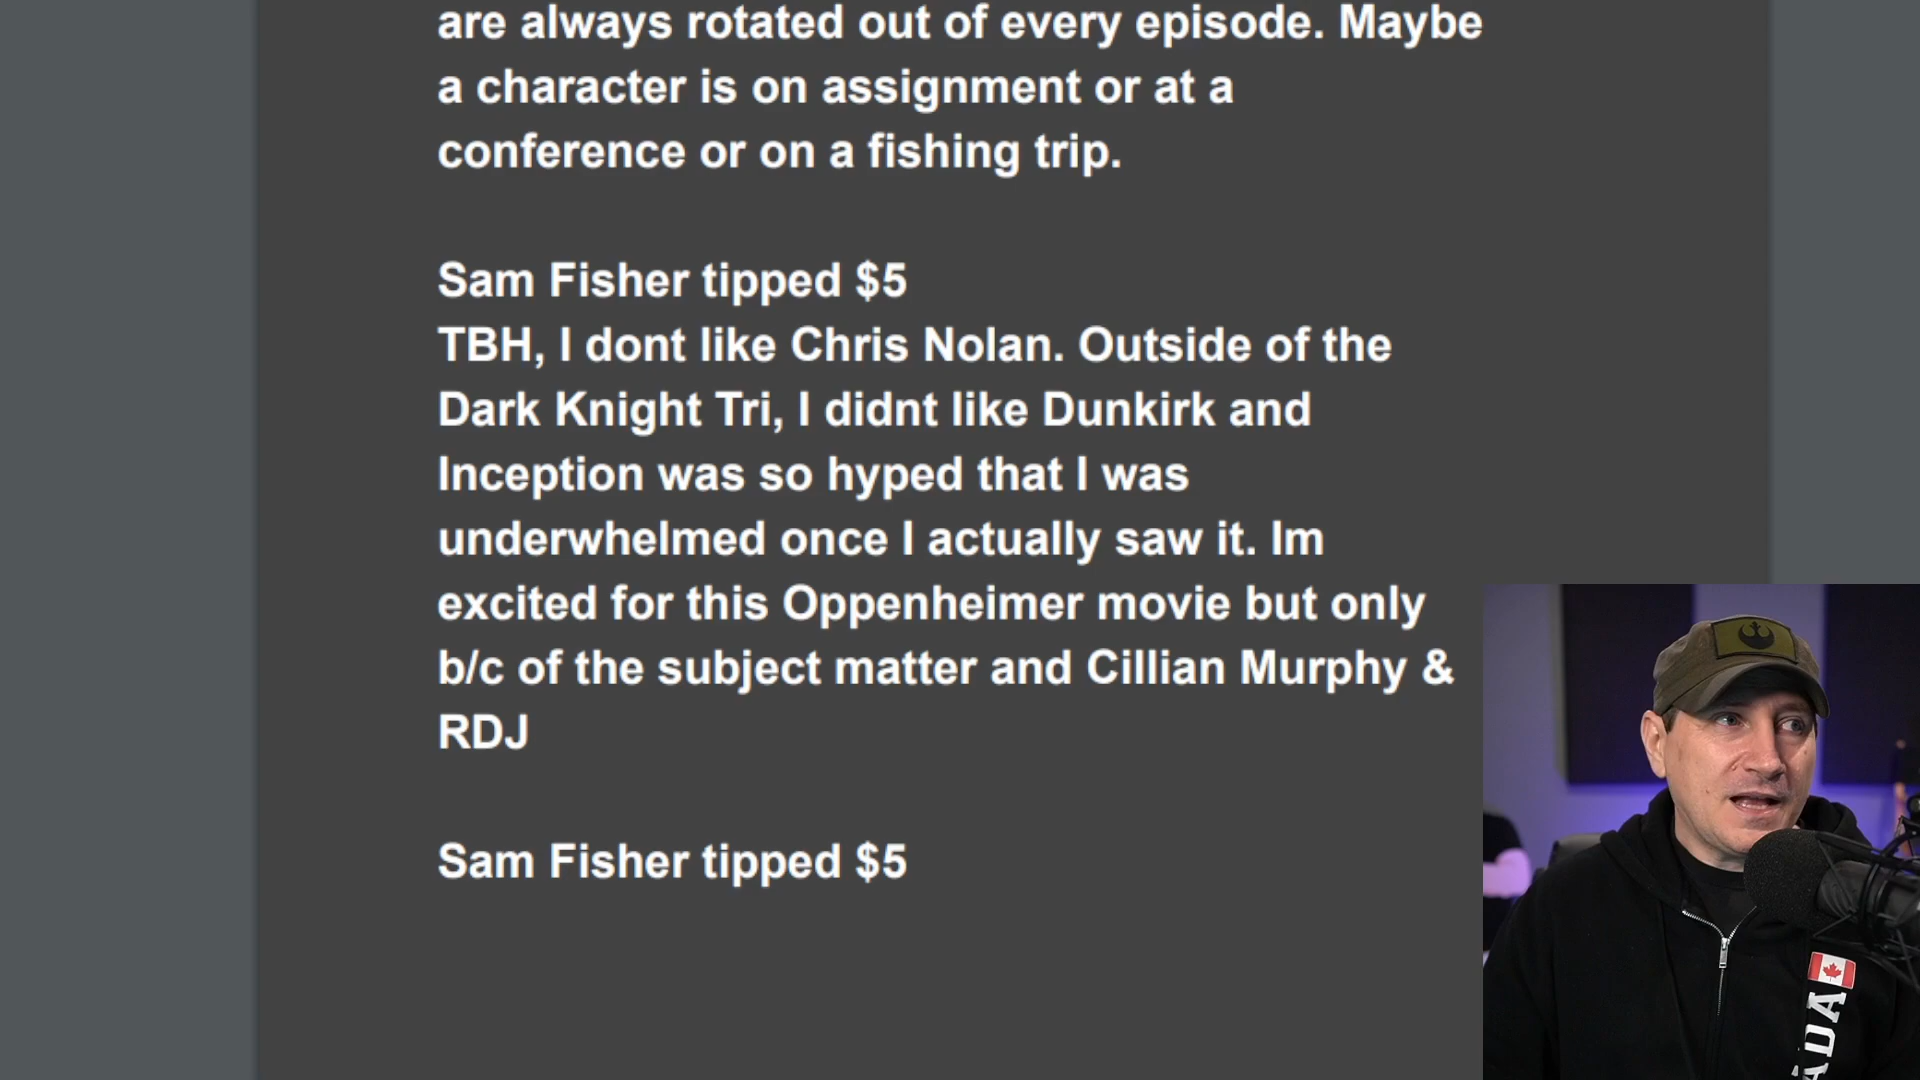 are always rotated out of every episode. Maybe
a character is on assignment or at a
conference or on a fishing trip.
Sam Fisher tipped $5
TBH, I dont like Chris Nolan. Outside of the
Dark Knight Tri, I didnt like Dunkirk and
Inception was so hyped that I was
underwhelmed once I actually saw it. Im
excited for this Oppenheimer movie but only
b/c of the subject matter and Cillian Murphy &
RDJ
Sam Fisher tipped $5
ADA